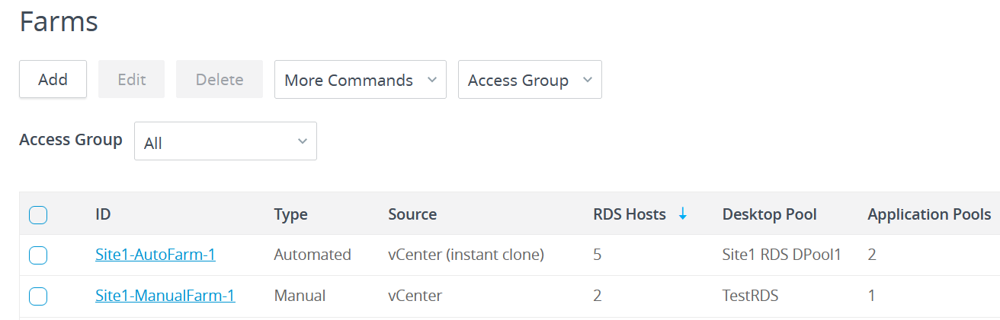 Farms
Add Edit Delete More Commands Access Group
Access Group All
ID Type Source RDS Hosts ↓ Desktop Pool Application Pools
Site1-AutoFarm-1 Automated vCenter (instant clone) 5 Site1 RDS DPool1 2
Site1-ManualFarm-1 Manual vCenter 2 TestRDS 1